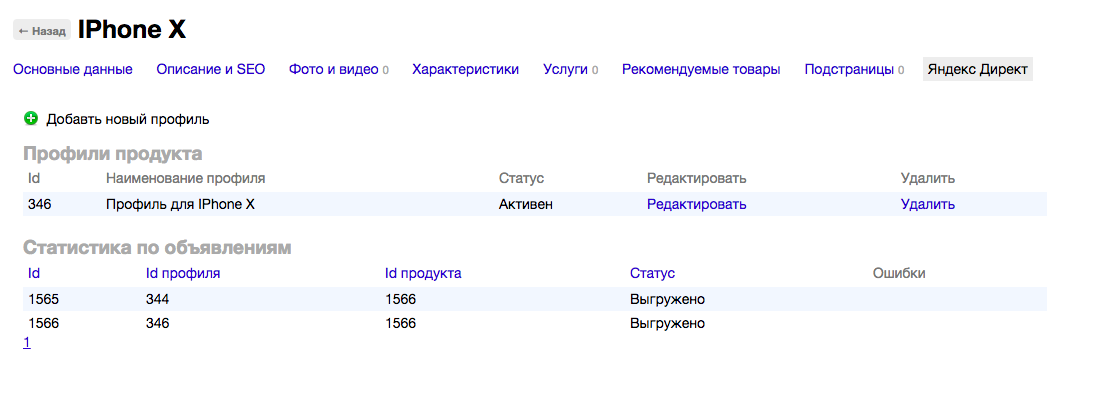 ← Назад IPhone X
Основные данные Описание и SEO Фото и видео 0 Характеристики Услуги 0 Рекомендуемые товары Подстраницы 0 Яндекс Директ
Добавть новый профиль
Профили продукта
Id Наименование профиля Статус Редактировать Удалить
346 Профиль для IPhone X Активен Редактировать Удалить
Статистика по объявлениям
Id Id профиля Id продукта Статус Ошибки
1565 344 1566 Выгружено
1566 346 1566 Выгружено
1